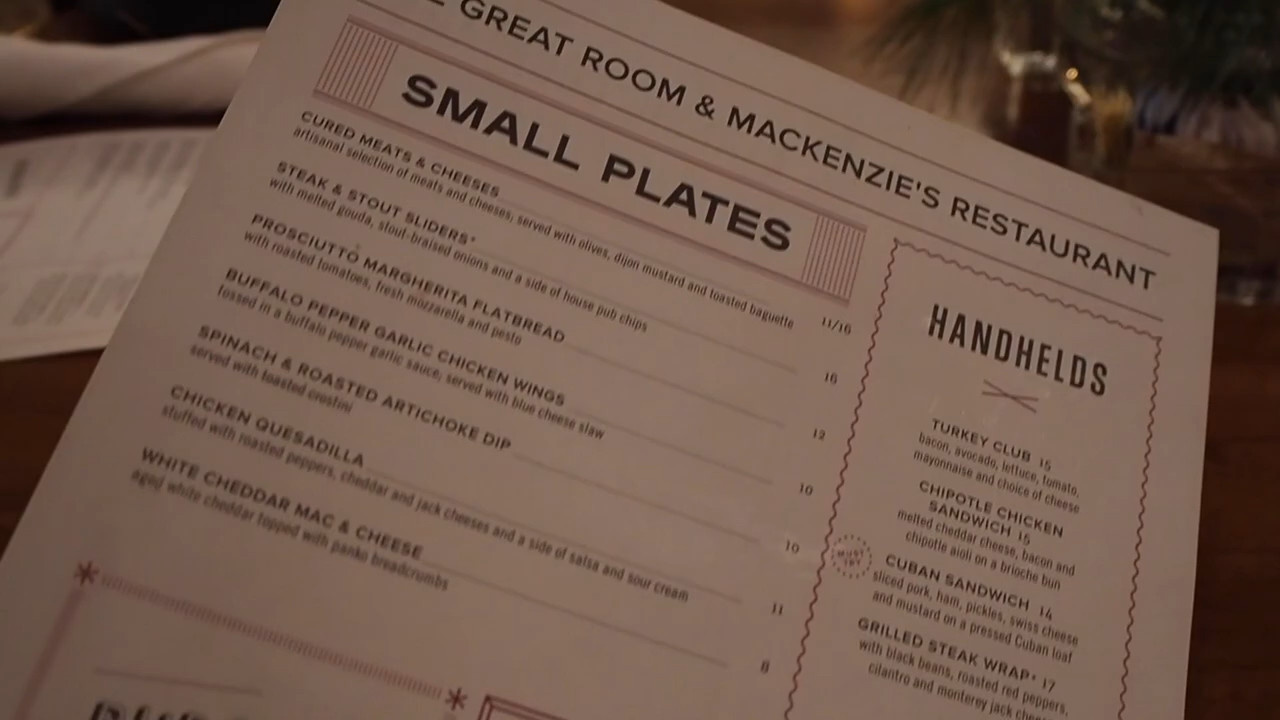 GREAT ROOM & MACKENZIE'S RESTAURANT
SMALL PLATES
CURED MEATS & CHEESES
artisanal selection of meats and cheeses; served with olives, dijon mustard and toasted baguette 11/16
STEAK & STOUT SLIDERS*
with melted gouda, stout-braised onions and a side of house pub chips 16
PROSCIUTTO MARGHERITA FLATBREAD
with roasted tomatoes, fresh mozzarella and pesto 12
BUFFALO PEPPER GARLIC CHICKEN WINGS
tossed in a buffalo pepper garlic sauce; served with blue cheese slaw 10
SPINACH & ROASTED ARTICHOKE DIP
served with toasted crostini 10
CHICKEN QUESADILLA
stuffed with roasted peppers, cheddar and jack cheeses and a side of salsa and sour cream 11
WHITE CHEDDAR MAC & CHEESE
aged white cheddar topped with panko breadcrumbs 8
HANDHELDS
TURKEY CLUB 15
bacon, avocado, lettuce, tomato,
mayonnaise and choice of cheese
CHIPOTLE CHICKEN
SANDWICH 15
melted cheddar cheese, bacon and
chipotle aioli on a brioche bun
MUST
TRY
CUBAN SANDWICH 14
sliced pork, ham, pickles, swiss cheese
and mustard on a pressed Cuban loaf
GRILLED STEAK WRAP* 17
with black beans, roasted red peppers,
cilantro and monterey jack